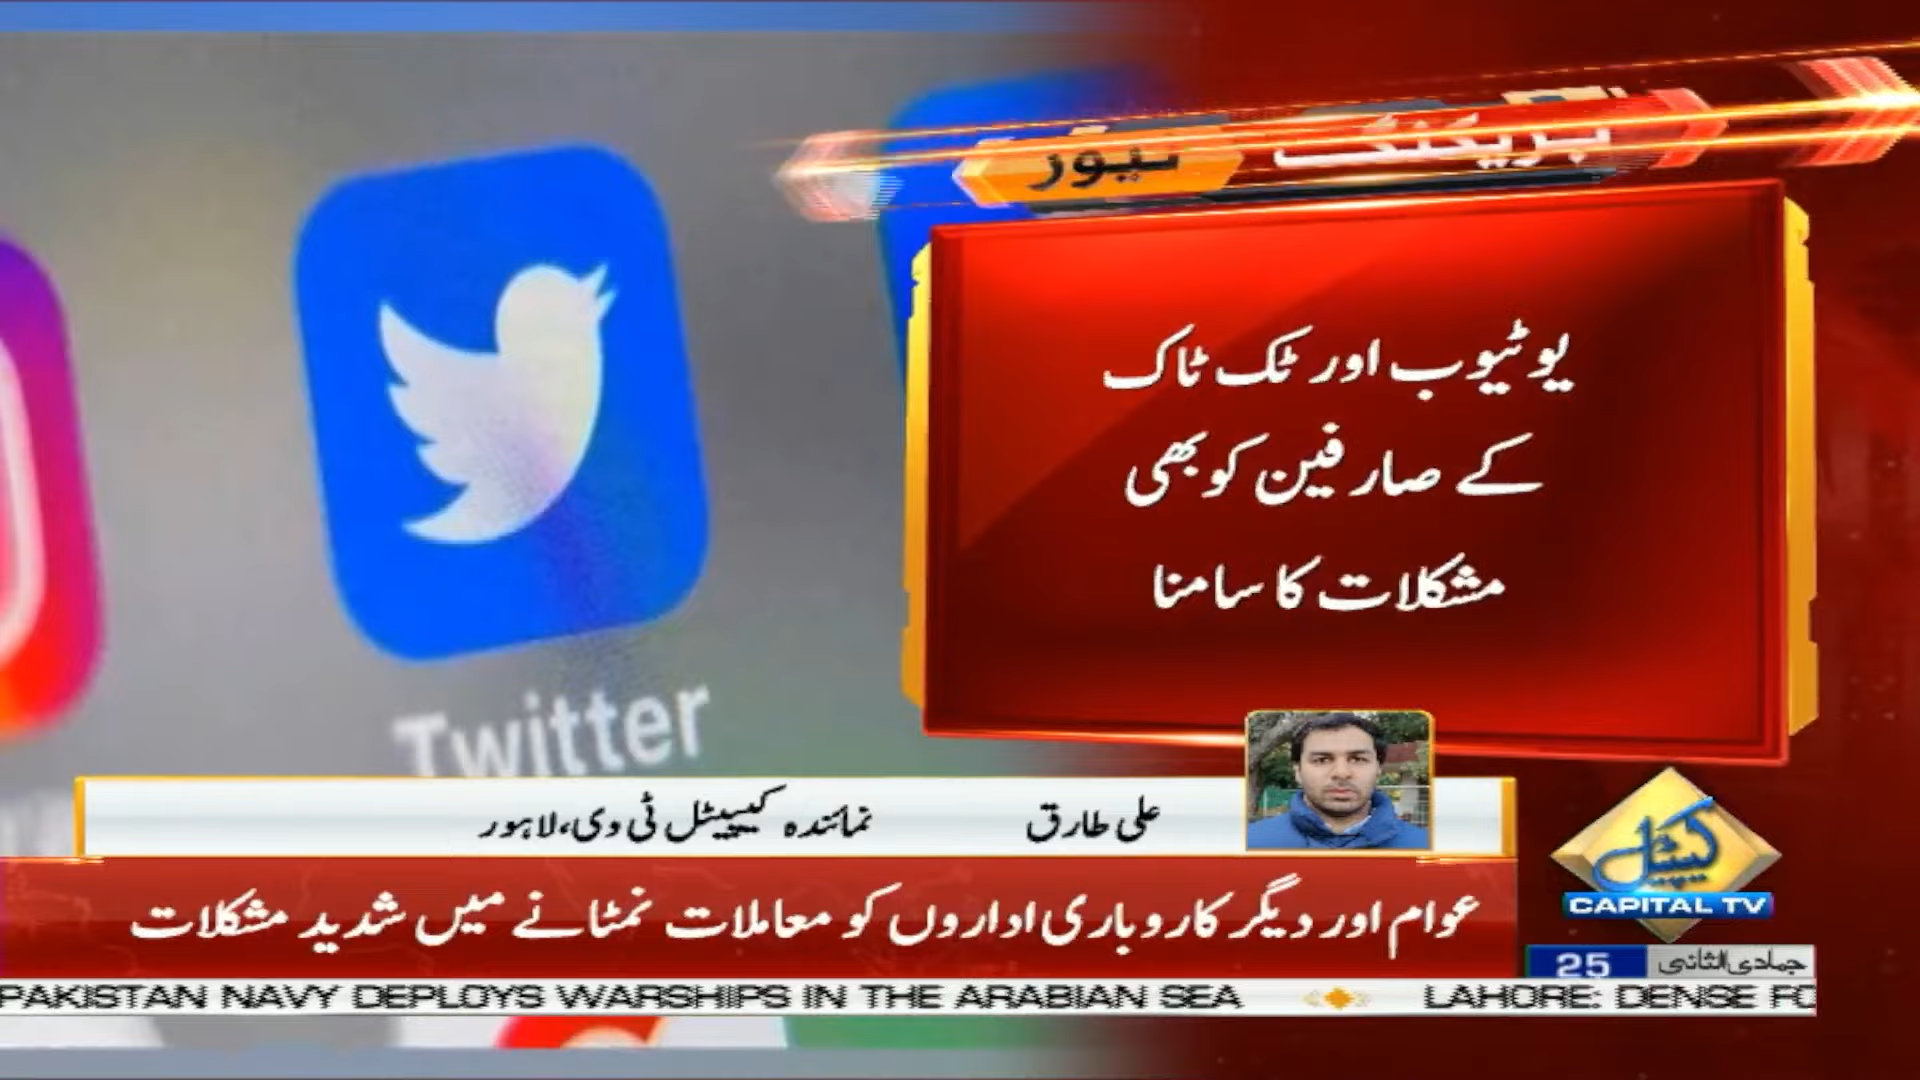 بریکنگ نیوز
یوٹیوب اور ٹک ٹاک
کے صارفین کو بھی
مشکلات کا سامنا
Twitter
علی طارق
نمائندہ کیپیٹل ٹی وی، لاہور
عوام اور دیگر کاروباری اداروں کو معاملات نمٹانے میں شدید مشکلات
کیپیٹل
CAPITAL TV
25 جمادی الثانی
PAKISTAN NAVY DEPLOYS WARSHIPS IN THE ARABIAN SEA
LAHORE: DENSE FO